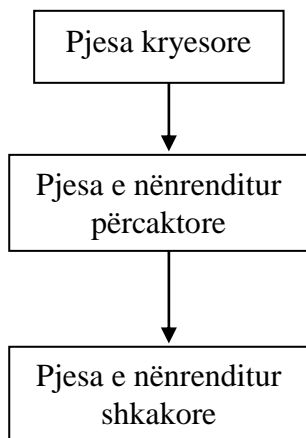 Pjesa kryesore
Pjesa e nënrenditur
përcaktore
Pjesa e nënrenditur
shkakore